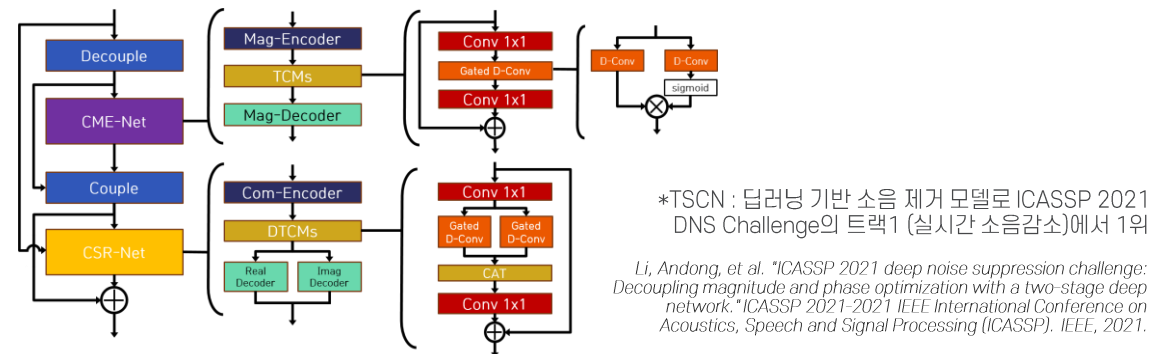 Decouple
CME-Net
Couple
CSR-Net
Mag-Encoder
TCMs
Mag-Decoder
Conv 1x1
Gated D-Conv
Conv 1x1
D-Conv
D-Conv
sigmoid
Com-Encoder
DTCMs
Real
Decoder
Imag
Decoder
Conv 1x1
Gated
D-Conv
Gated
D-Conv
CAT
Conv 1x1
*TSCN : 딥러닝 기반 소음 제거 모델로 ICASSP 2021
DNS Challenge의 트랙1 (실시간 소음감소)에서 1위
Li, Andong, et al. "ICASSP 2021 deep noise suppression challenge:
Decoupling magnitude and phase optimization with a two-stage deep
network." ICASSP 2021-2021 IEEE International Conference on
Acoustics, Speech and Signal Processing (ICASSP). IEEE, 2021.